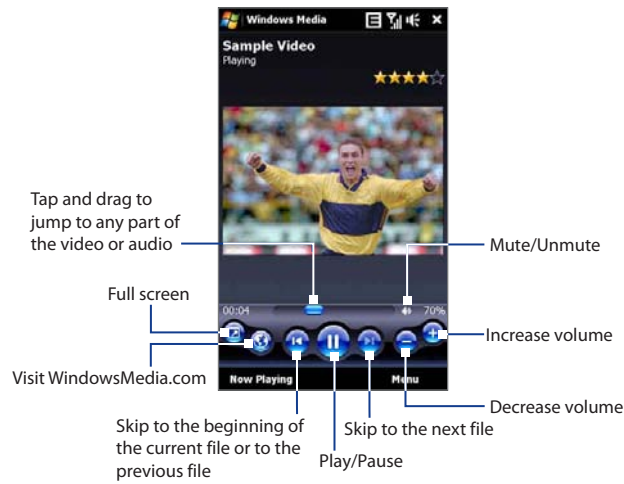 Windows Media
Sample Video
Playing
Tap and drag to
jump to any part of
the video or audio
Mute/Unmute
Full screen
00:04
70%
Increase volume
Visit WindowsMedia.com
Now Playing
Menu
Decrease volume
Skip to the beginning of
the current file or to the
previous file
Skip to the next file
Play/Pause